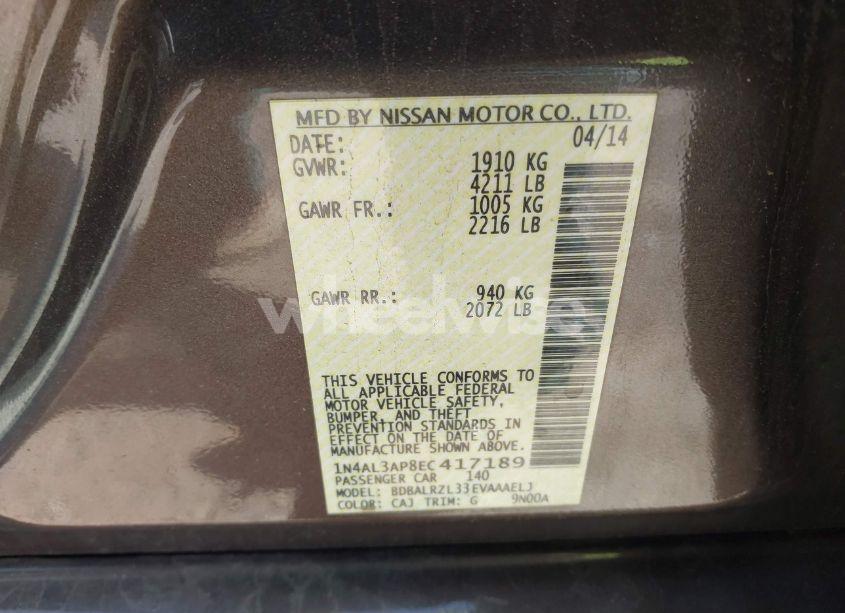 MFD BY NISSAN MOTOR CO., LTD.
DATE: 04/14
GVWR: 1910 KG
4211 LB
GAWR FR.: 1005 KG
2216 LB
GAWR RR.: 940 KG
2072 LB
wheelwise
THIS VEHICLE CONFORMS TO
ALL APPLICABLE FEDERAL
MOTOR VEHICLE SAFETY,
BUMPER, AND THEFT
PREVENTION STANDARDS IN
EFFECT ON THE DATE OF
MANUFACTURE SHOWN ABOVE.
1N4AL3AP8EC417189
PASSENGER CAR 140
MODEL: BDBALRZL33EVAAAELJ
COLOR: CAJ TRIM: G 9N00A